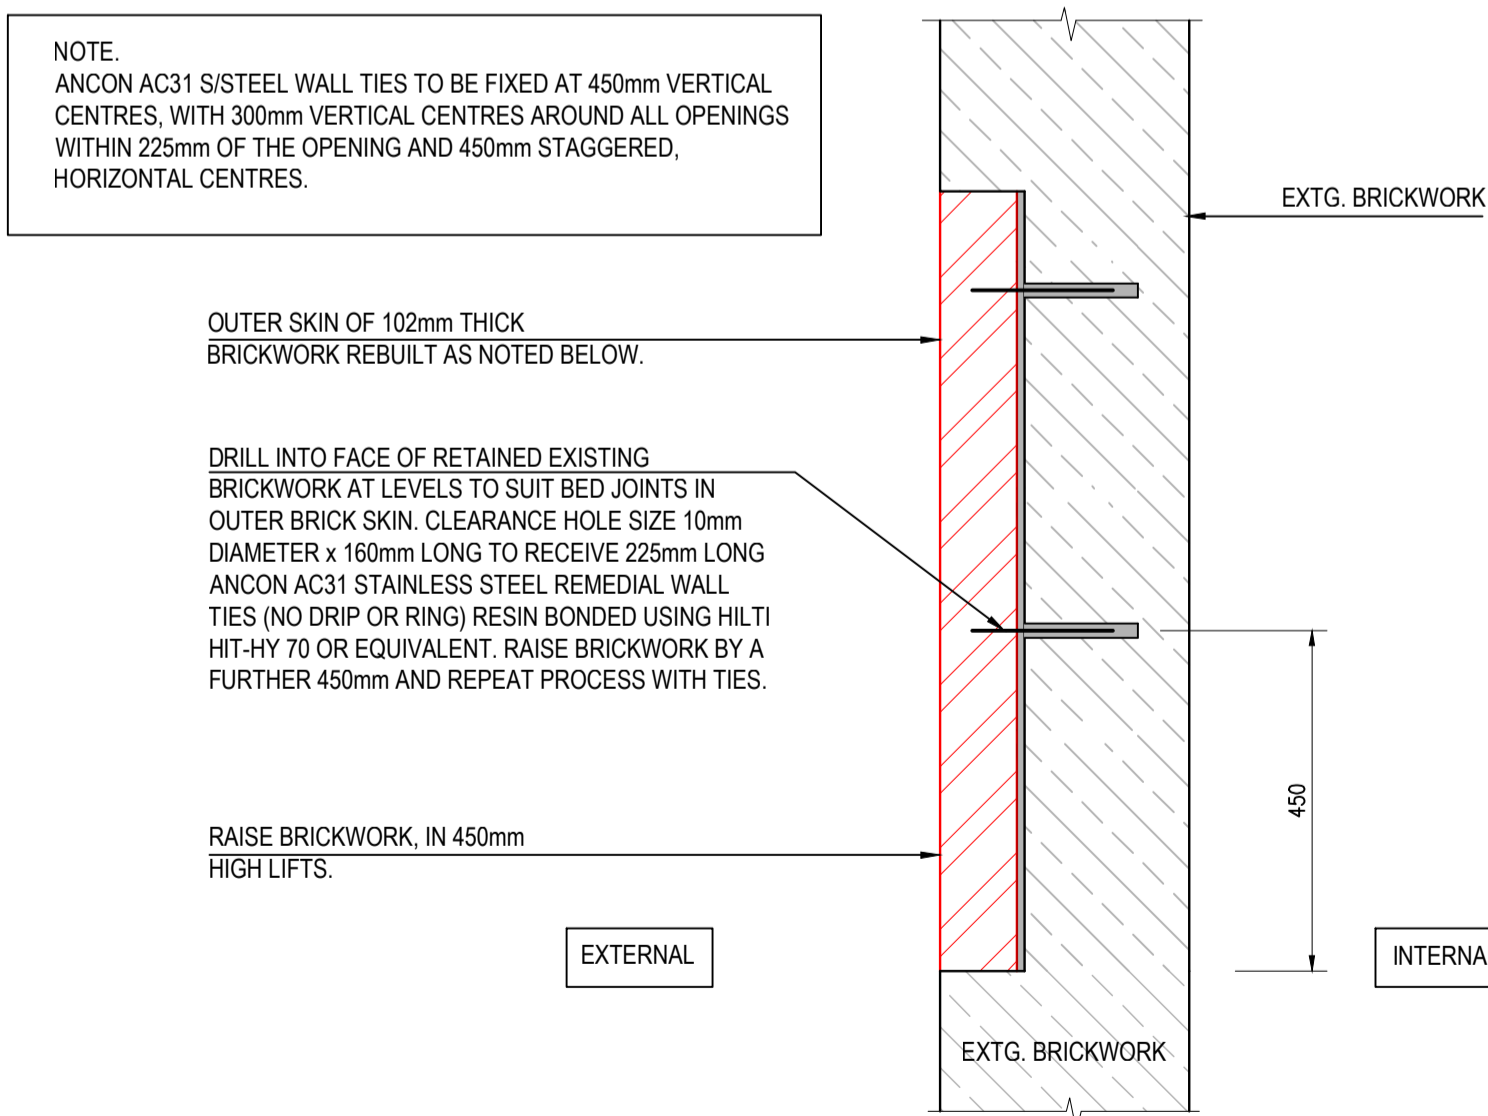 NOTE.
ANCON AC31 S/STEEL WALL TIES TO BE FIXED AT 450mm VERTICAL
CENTRES, WITH 300mm VERTICAL CENTRES AROUND ALL OPENINGS
WITHIN 225mm OF THE OPENING AND 450mm STAGGERED,
HORIZONTAL CENTRES.
EXTG. BRICKWORK
OUTER SKIN OF 102mm THICK
BRICKWORK REBUILT AS NOTED BELOW.
DRILL INTO FACE OF RETAINED EXISTING
BRICKWORK AT LEVELS TO SUIT BED JOINTS IN
OUTER BRICK SKIN. CLEARANCE HOLE SIZE 10mm
DIAMETER x 160mm LONG TO RECEIVE 225mm LONG
ANCON AC31 STAINLESS STEEL REMEDIAL WALL
TIES (NO DRIP OR RING) RESIN BONDED USING HILTI
HIT-HY 70 OR EQUIVALENT. RAISE BRICKWORK BY A
FURTHER 450mm AND REPEAT PROCESS WITH TIES.
450
RAISE BRICKWORK, IN 450mm
HIGH LIFTS.
EXTERNAL
INTERNA
EXTG. BRICKWORK